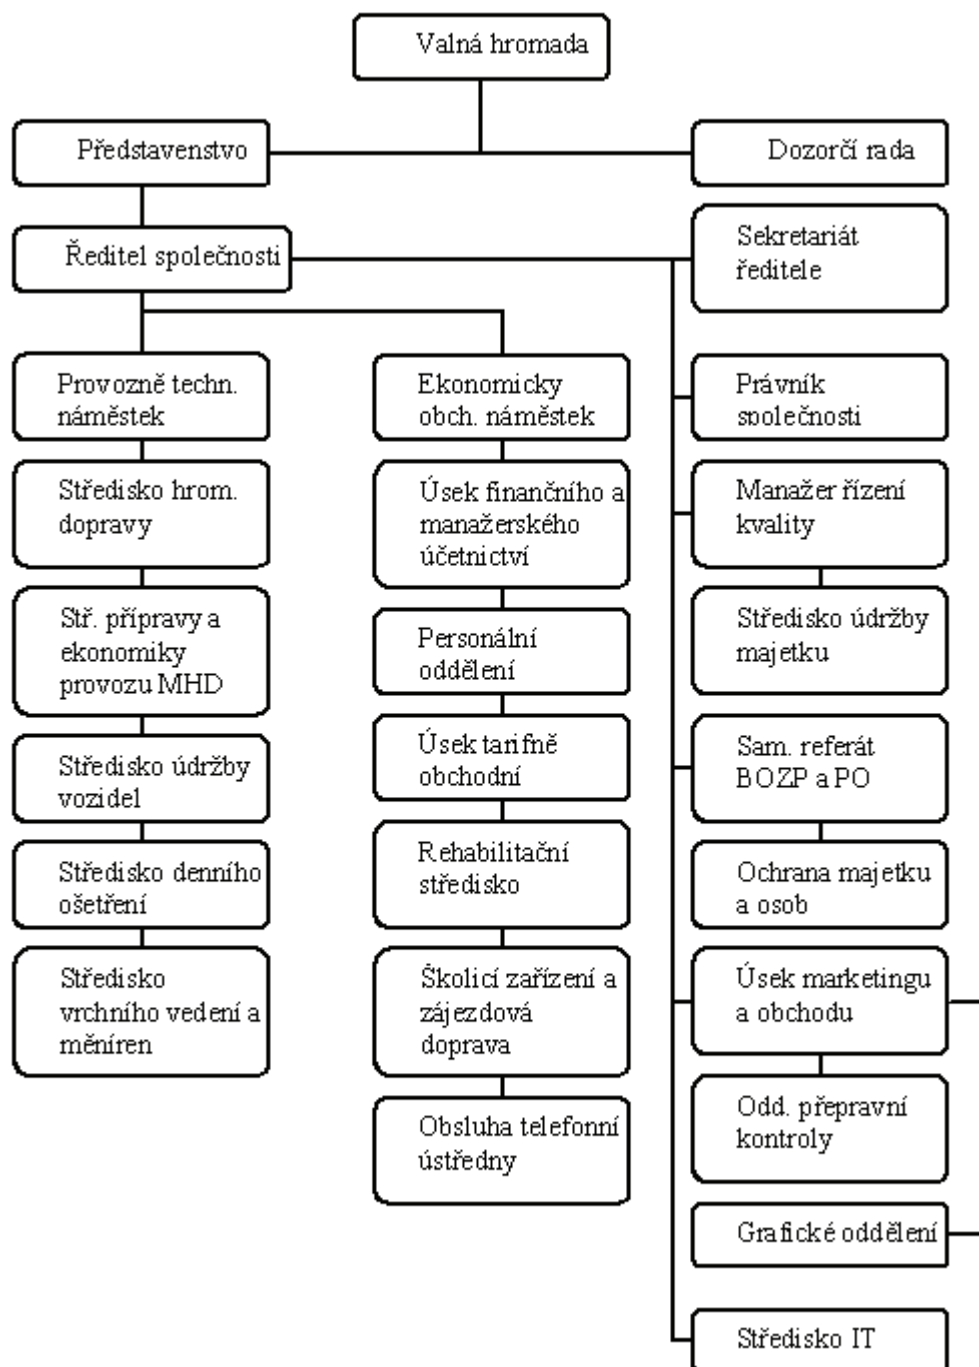 Valná hromada
Představenstvo
Dozorčí rada
Ředitel společnosti
Sekretariát
ředitele
Provozně techn.
náměstek
Ekonomicky
obch. náměstek
Právník
společnosti
Středisko hrom.
dopravy
Úsek finančního a
manažerského
účetnictví
Manažer řízení
kvality
Stř. přípravy a
ekonomiky
provozu MHD
Personální
oddělení
Středisko údržby
majetku
Středisko údržby
vozidel
Úsek tarifně
obchodní
Sam. referát
BOZP a PO
Středisko denního
ošetření
Rehabilitační
středisko
Ochrana majetku
a osob
Středisko
vrchního vedení a
měníren
Školicí zařízení a
zájezdová
doprava
Úsek marketingu
a obchodu
Obsluha telefonní
ústředny
Odd. přepravní
kontroly
Grafické oddělení
Středisko IT